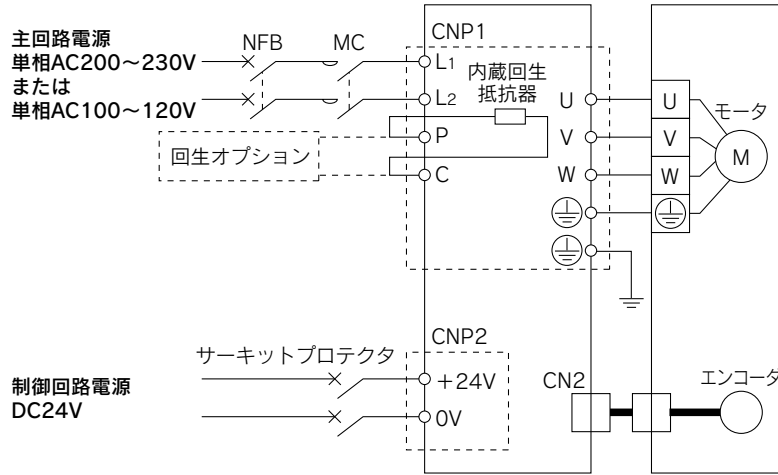 主回路電源
単相AC200～230V
または
単相AC100～120V
NFB
MC
CNP1
L1
L2
P
C
内蔵回生
抵抗器
回生オプション
U
V
W
U
V
W
モータ
M
CNP2
サーキットプロテクタ
制御回路電源
DC24V
＋24V
0V
CN2
エンコーダ